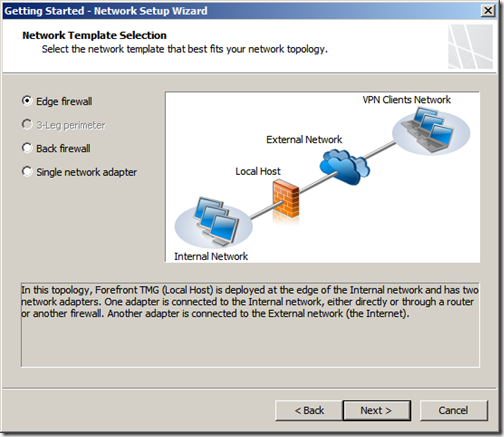 Getting Started - Network Setup Wizard
Network Template Selection
Select the network template that best fits your network topology.
Edge firewall
3-Leg perimeter
Back firewall
Single network adapter
VPN Clients Network
External Network
Local Host
Internal Network
In this topology, Forefront TMG (Local Host) is deployed at the edge of the Internal network and has two
network adapters. One adapter is connected to the Internal network, either directly or through a router
or another firewall. Another adapter is connected to the External network (the Internet).
< Back
Next >
Cancel